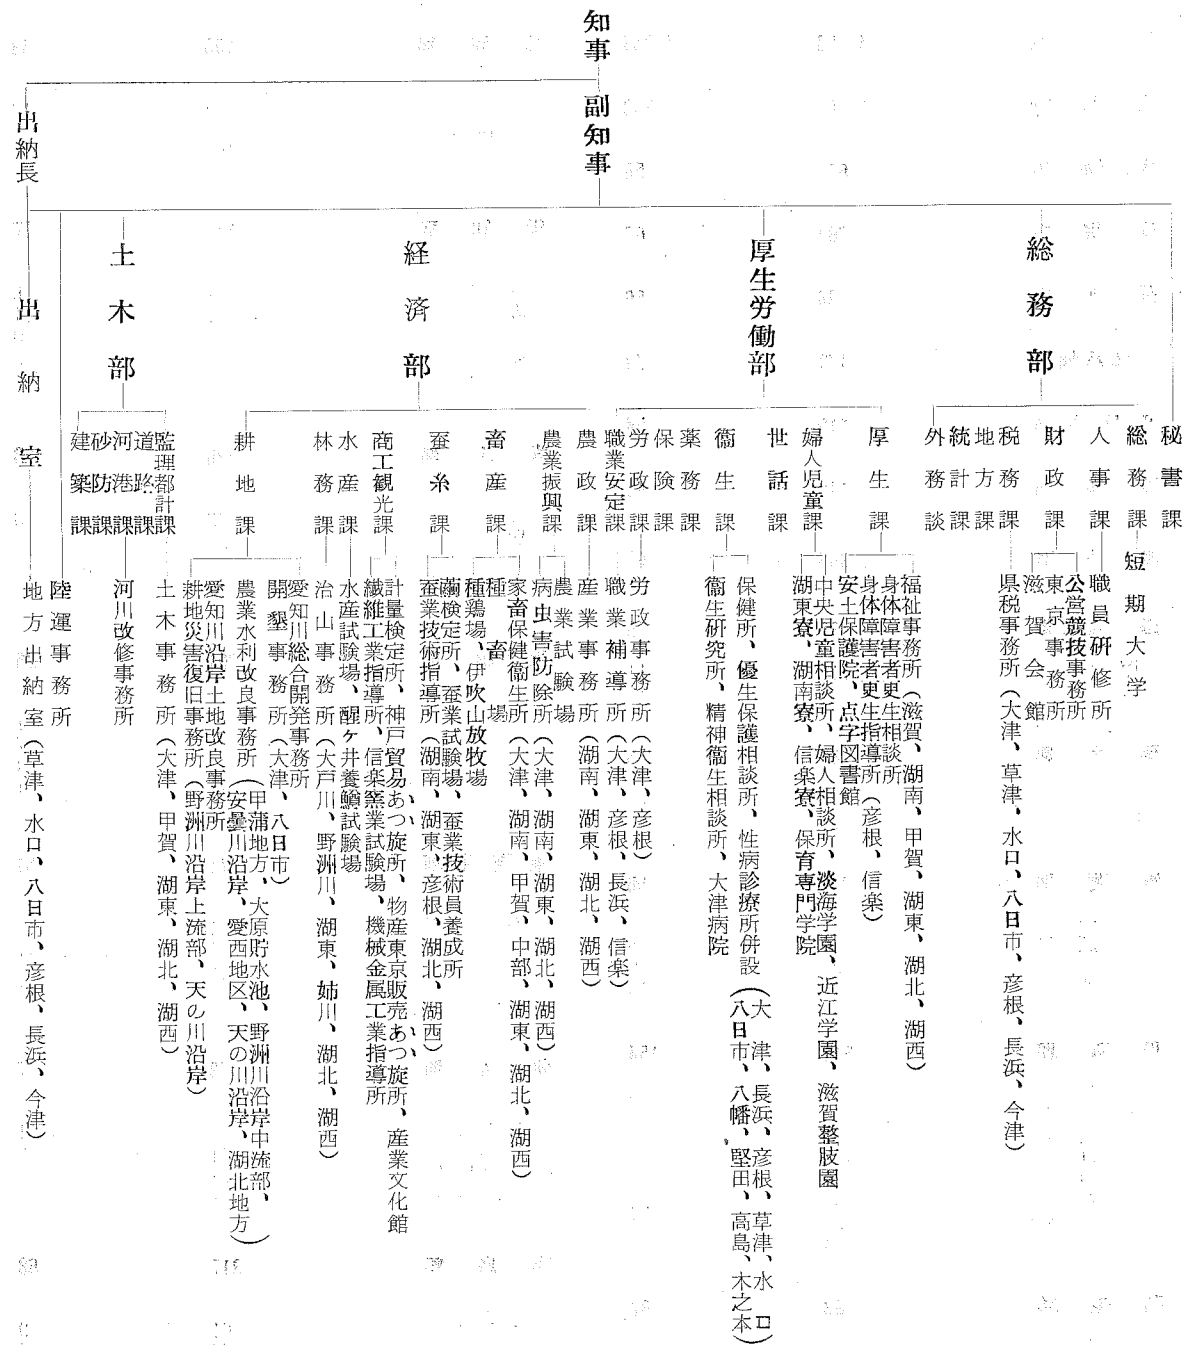 知事
副知事
出納長
秘書課
総務部
総務課
短期大学
人事課
職員研修所
財政課
公営競技事務所
東京事務所
滋賀会館
税務課
県税事務所(大津、草津、水口、八日市、彦根、長浜、今津)
地方課
統計課
外務談
厚生労働部
厚生課
福祉事務所(滋賀、湖南、甲賀、湖東、湖北、湖西)
身体障害者更生相談所
身体障害者更生指導所(彦根、信楽)
安土保護院、点字図書館
婦人児童課
中央児童相談所、婦人相談所、淡海学園、近江学園、滋賀整肢園
湖東寮、湖南寮、信楽寮、保育専門学院
世話課
衞生課
保健所、優生保護相談所、性病診療所併設(大津、長浜、彦根、草津、水口、
八日市、八幡、堅田、高島、木之本)
衞生研究所、精神衞生相談所、大津病院
薬務課
保険課
労政課
労政事務所(大津、彦根)
職業安定課
職業補導所(大津、彦根、長浜、信楽)
経済部
農政課
産業事務所(湖南、湖東、湖北、湖西)
農業振興課
農業試験場
病虫害防除所(大津、湖南、湖東、湖北、湖西)
畜産課
家畜保健衞生所(大津、湖南、甲賀、中部、湖東、湖北、湖西)
種畜場
種鶏場、伊吹山放牧場
蚕糸課
繭検定所、蚕業試験場、蚕業技術員養成所
蚕業技術指導所(湖南、湖東、彦根、湖北、湖西)
商工観光課
計量検定所、神戸貿易あつ旋所、物産東京販売あつ旋所、産業文化館
繊維工業指導所、信楽窯業試験場、機械金属工業指導所
水産課
水産試験場、醒ヶ井養鱒試験場
林務課
治山事務所(大戸川、野洲川、湖東、姉川、湖北、湖西)
耕地課
愛知川総合開発事務所
開墾事務所(大津、八日市)
農業水利改良事務所(甲蒲地方、大原貯水池、野洲川沿岸中流部、
安曇川沿岸、愛西地区、天の川沿岸、湖北地方)
愛知川沿岸土地改良事務所
耕地災害復旧事務所(野洲川沿岸上流部、天の川沿岸)
土木部
監理都計課
土木事務所(大津、甲賀、湖東、湖北、湖西)
道路課
河港課
河川改修事務所
砂防課
建築課
陸運事務所
出納室
地方出納室(草津、水口、八日市、彦根、長浜、今津)